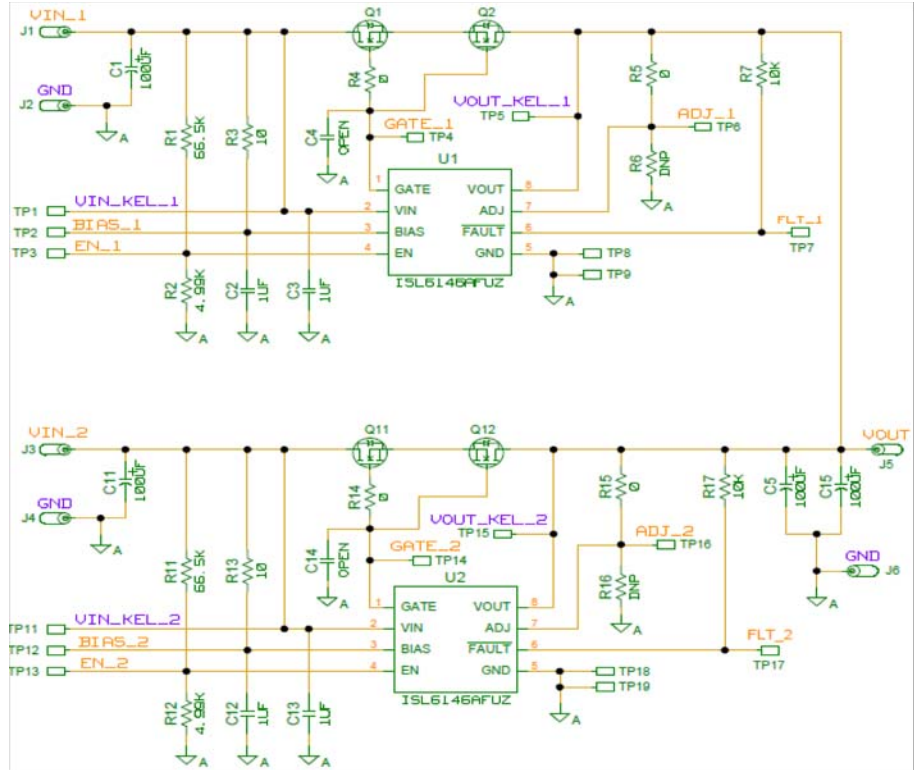 VIN_1
J1
Q1
Q2
C1
100UF
R4
0
R5
0
R7
10K
GND
J2
A
R1
66.5K
R3
10
C4
OPEN
VOUT_KEL_1
TP5
GATE_1
TP4
ADJ_1
TP6
R6
DNP
A
A
U1
1 GATE VOUT 8
TP1 VIN_KEL_1 2 VIN ADJ 7
TP2 BIAS_1 3 BIAS FAULT 6 FLT_1
TP7
TP3 EN_1 4 EN GND 5 TP8
TP9
ISL6146AFUZ
A
R2
4.99K
C2
1UF
C3
1UF
A
A
A
VIN_2
J3
Q11
Q12
VOUT
J5
C11
100UF
R14
0
R15
0
R17
10K
C5
100UF
C15
100UF
GND
J4
A
R11
66.5K
R13
10
C14
OPEN
VOUT_KEL_2
TP15
GATE_2
TP14
ADJ_2
TP16
R16
DNP
GND
J6
A
A
A
U2
1 GATE VOUT 8
TP11 VIN_KEL_2 2 VIN ADJ 7
TP12 BIAS_2 3 BIAS FAULT 6 FLT_2
TP17
TP13 EN_2 4 EN GND 5 TP18
TP19
ISL6146AFUZ
A
R12
4.99K
C12
1UF
C13
1UF
A
A
A